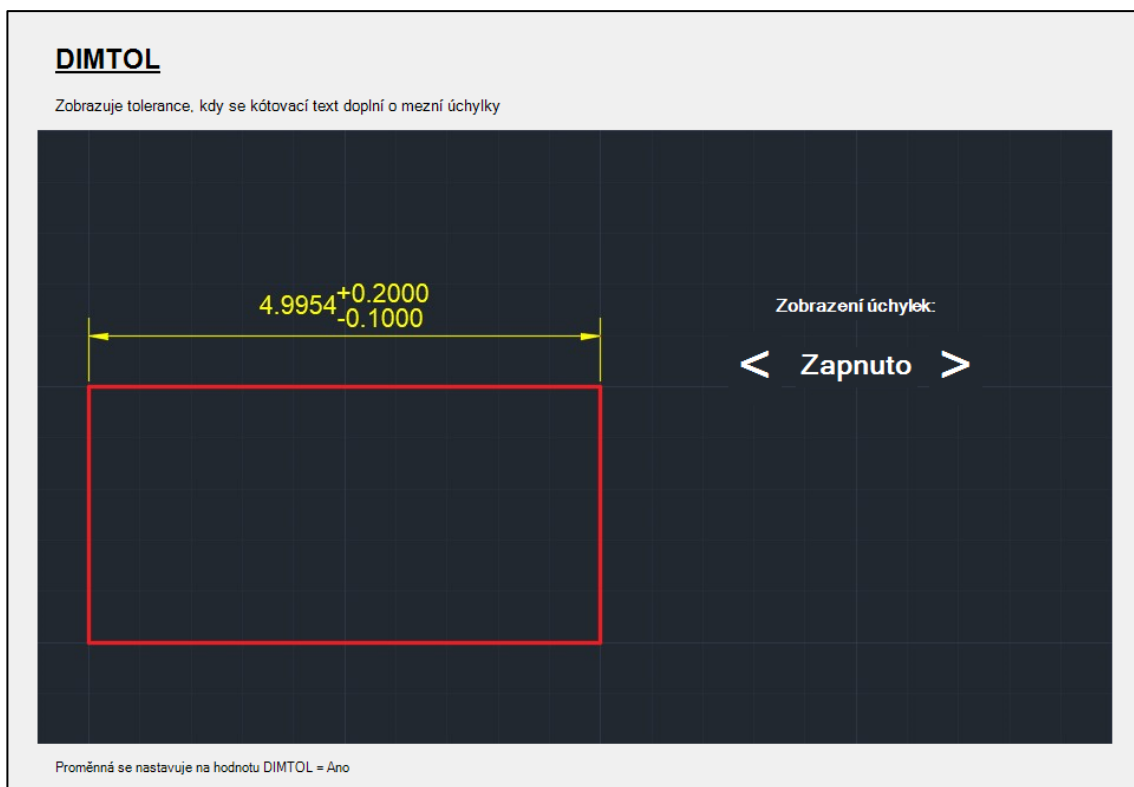 DIMTOL
Zobrazuje tolerance, kdy se kótovací text doplní o mezní úchylky
4.9954 +0.2000
-0.1000
Zobrazení úchylek:
< Zapnuto >
Proměnná se nastavuje na hodnotu DIMTOL = Ano